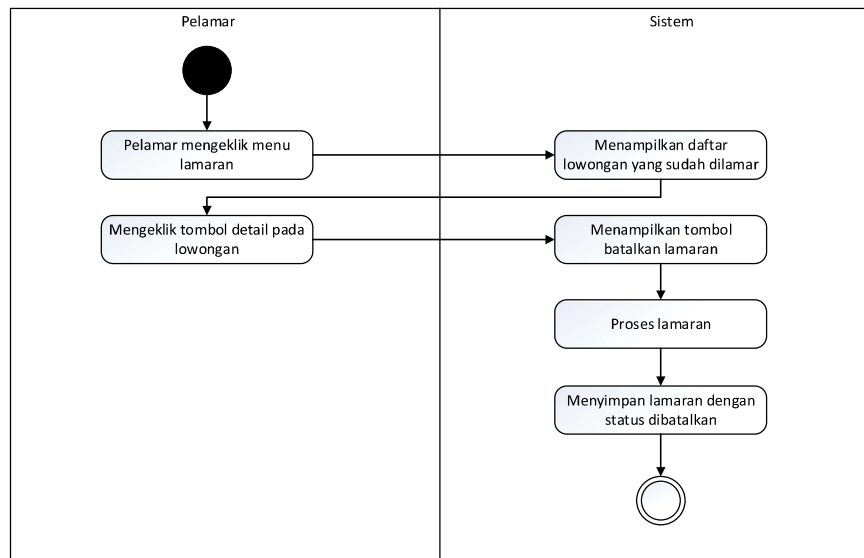 Pelamar
Sistem
Pelamar mengeklik menu
lamaran
Menampilkan daftar
lowongan yang sudah dilamar
Mengeklik tombol detail pada
lowongan
Menampilkan tombol
batalkan lamaran
Proses lamaran
Menyimpan lamaran dengan
status dibatalkan